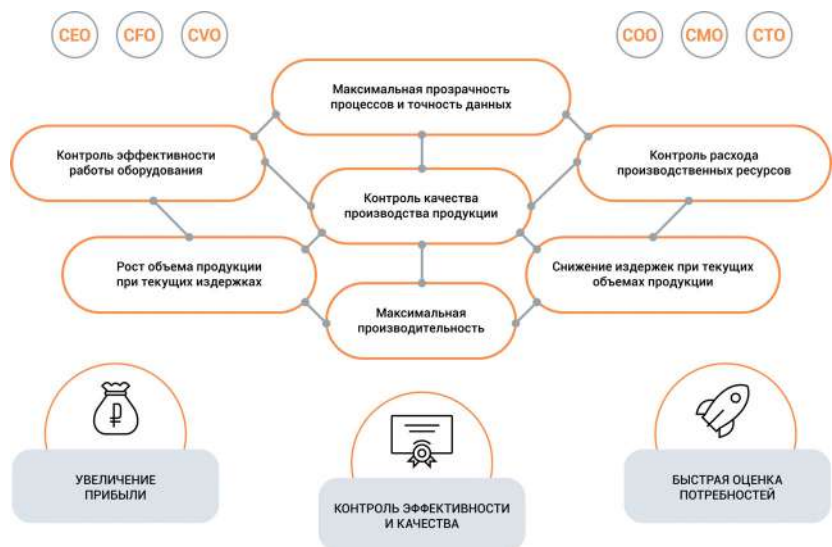 CEO CFO CVO COO CMO CTO
Максимальная прозрачность
процессов и точность данных
Контроль эффективности
работы оборудования
Контроль качества
производства продукции
Контроль расхода
производственных ресурсов
Рост объема продукции
при текущих издержках
Максимальная
производительность
Снижение издержек при текущих
объемах продукции
УВЕЛИЧЕНИЕ
ПРИБЫЛИ
КОНТРОЛЬ ЭФФЕКТИВНОСТИ
И КАЧЕСТВА
БЫСТРАЯ ОЦЕНКА
ПОТРЕБНОСТЕЙ